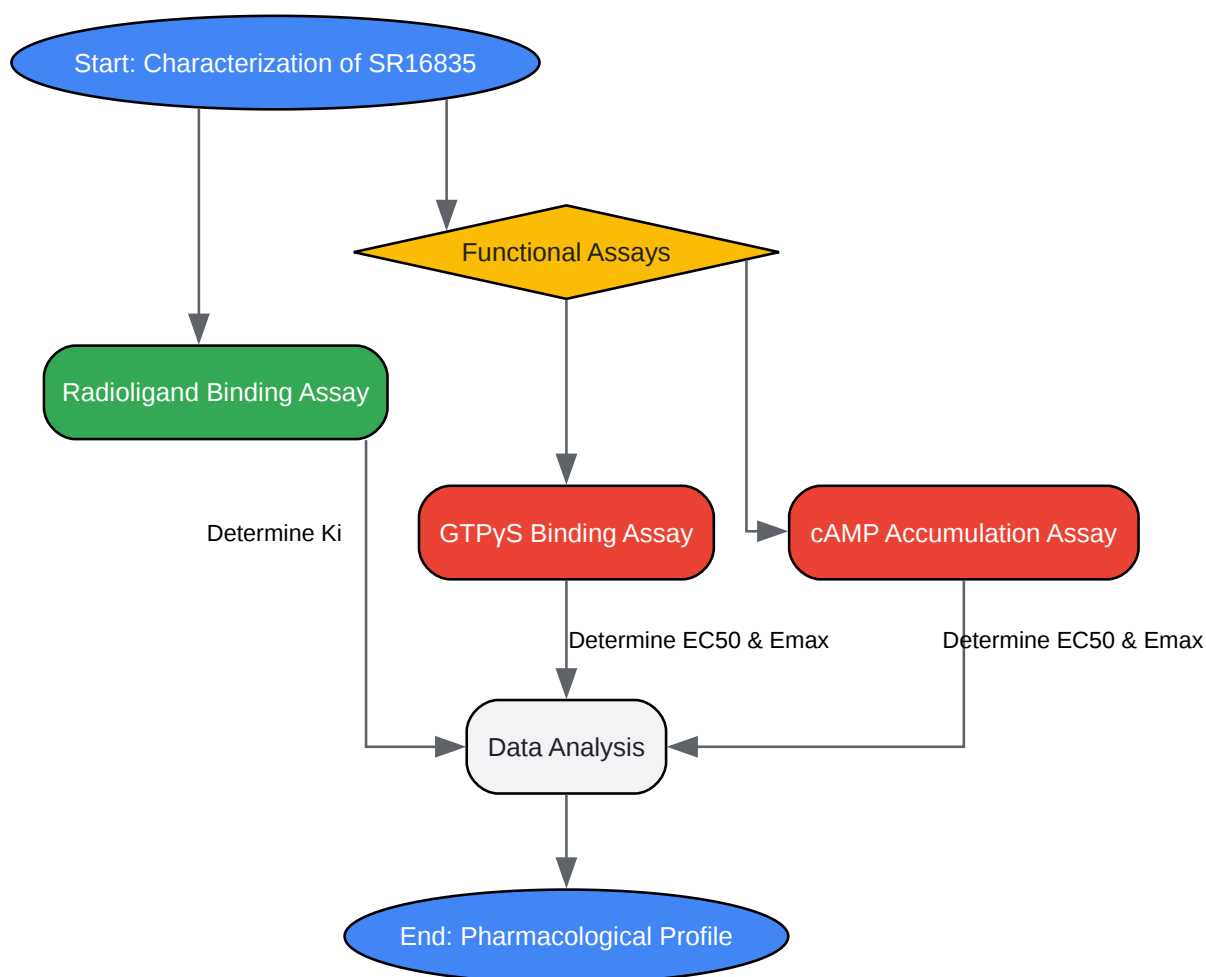 Start: Characterization of SR16835
Functional Assays
Radioligand Binding Assay
GTPγS Binding Assay
cAMP Accumulation Assay
Determine Ki
Determine EC50 & Emax
Determine EC50 & Emax
Data Analysis
End: Pharmacological Profile